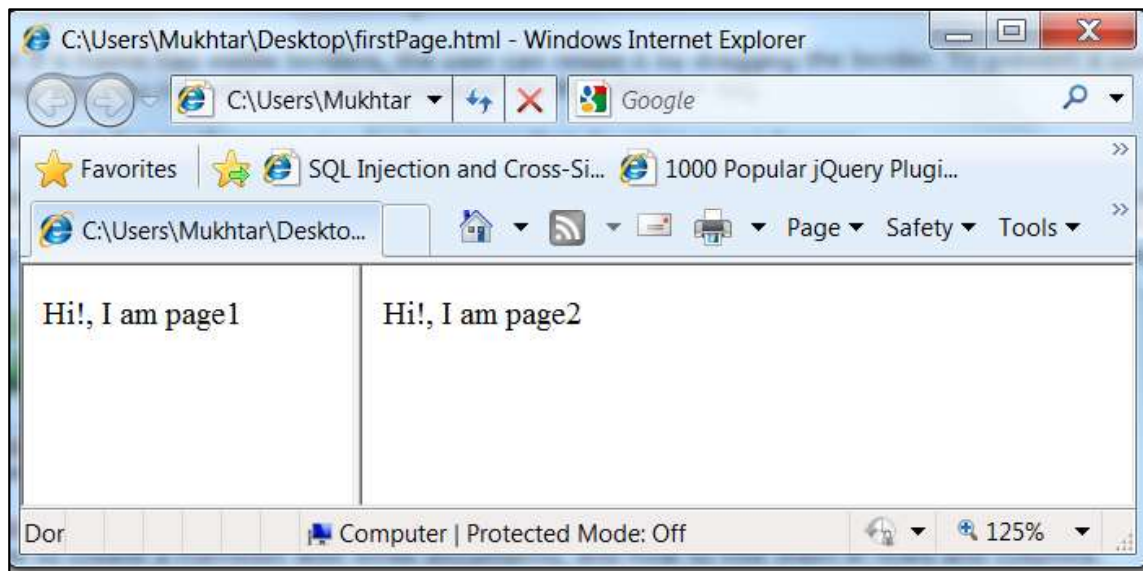 C:\Users\Mukhtar\Desktop\firstPage.html - Windows Internet Explorer
C:\Users\Mukhtar Google
Favorites SQL Injection and Cross-Si... 1000 Popular jQuery Plugi...
C:\Users\Mukhtar\Deskto... Page Safety Tools
Hi!, I am page1 Hi!, I am page2
Dor Computer | Protected Mode: Off 125%